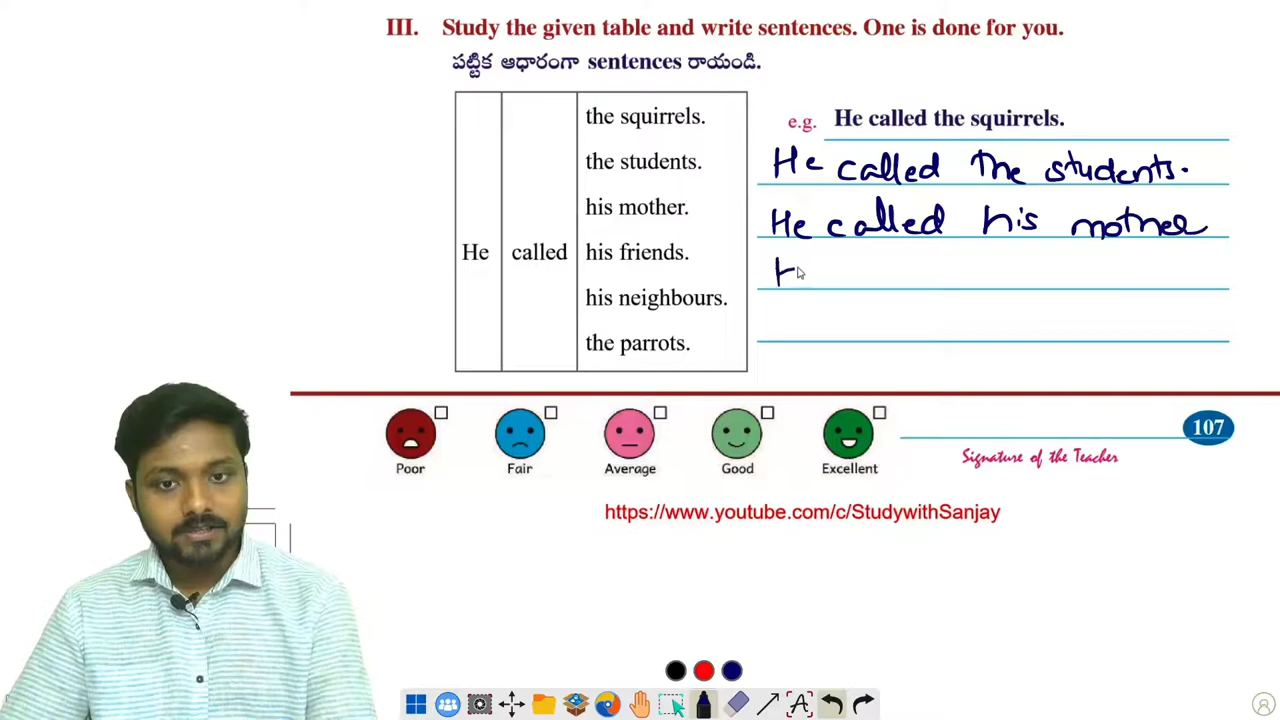 III. Study the given table and write sentences. One is done for you.
పట్టిక ఆధారంగా sentences రాయండి.
He
called
the squirrels.
the students.
his mother.
his friends.
his neighbours.
the parrots.
e.g. He called the squirrels.
He called the students.
He called his mother
Poor
Fair
Average
Good
Excellent
107
Signature of the Teacher
https://www.youtube.com/c/StudywithSanjay